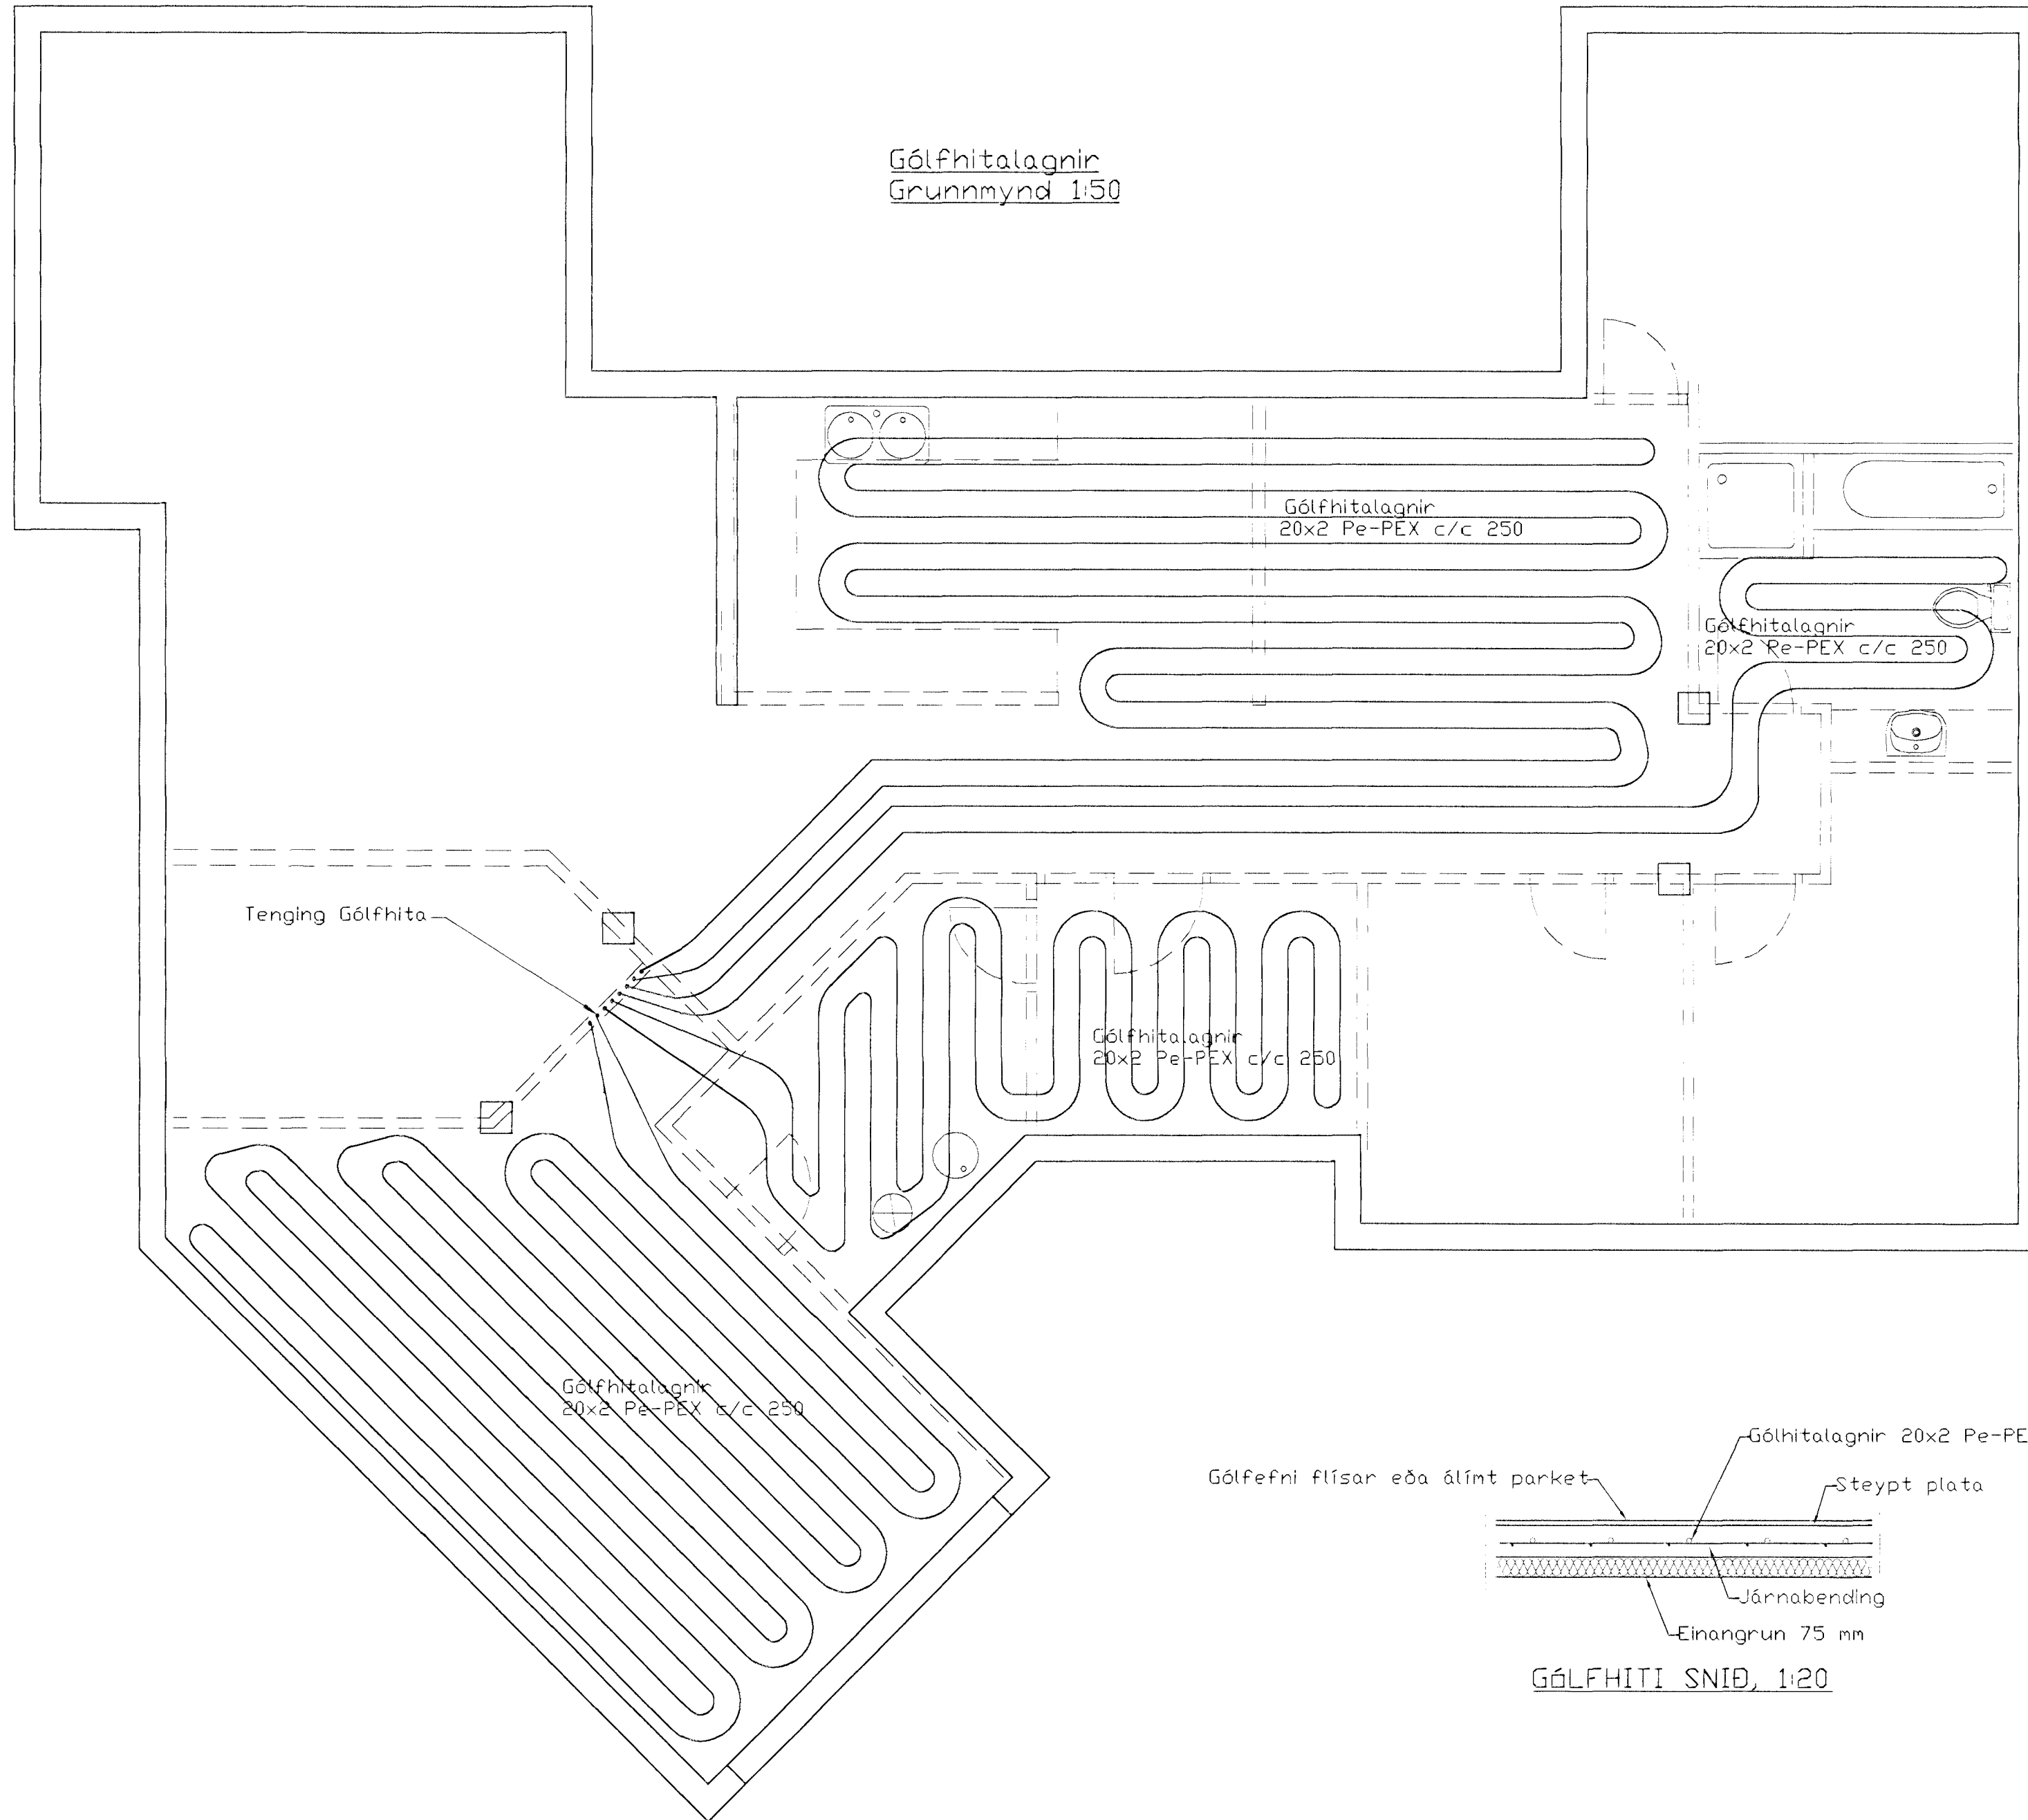 Gólfhitalagnir
Grunnmynd 1:50
Gólfhitalagnir
20x2 Pe-PEX c/c 250
Gólfhitalagnir
20x2 Pe-PEX c/c 250
Tenging Gólfhita
Gólfhitalagnir
20x2 Pe-PEX c/c 250
Gólfhitalagnir
20x2 Pe-PEX c/c 250
Gólhitalagnir 20x2 Pe-PE
Gólfefni flísar eða álímt parket
Steypt plata
Járnabending
Einangrun 75 mm
GÓLFHITI SNIÐ, 1:20